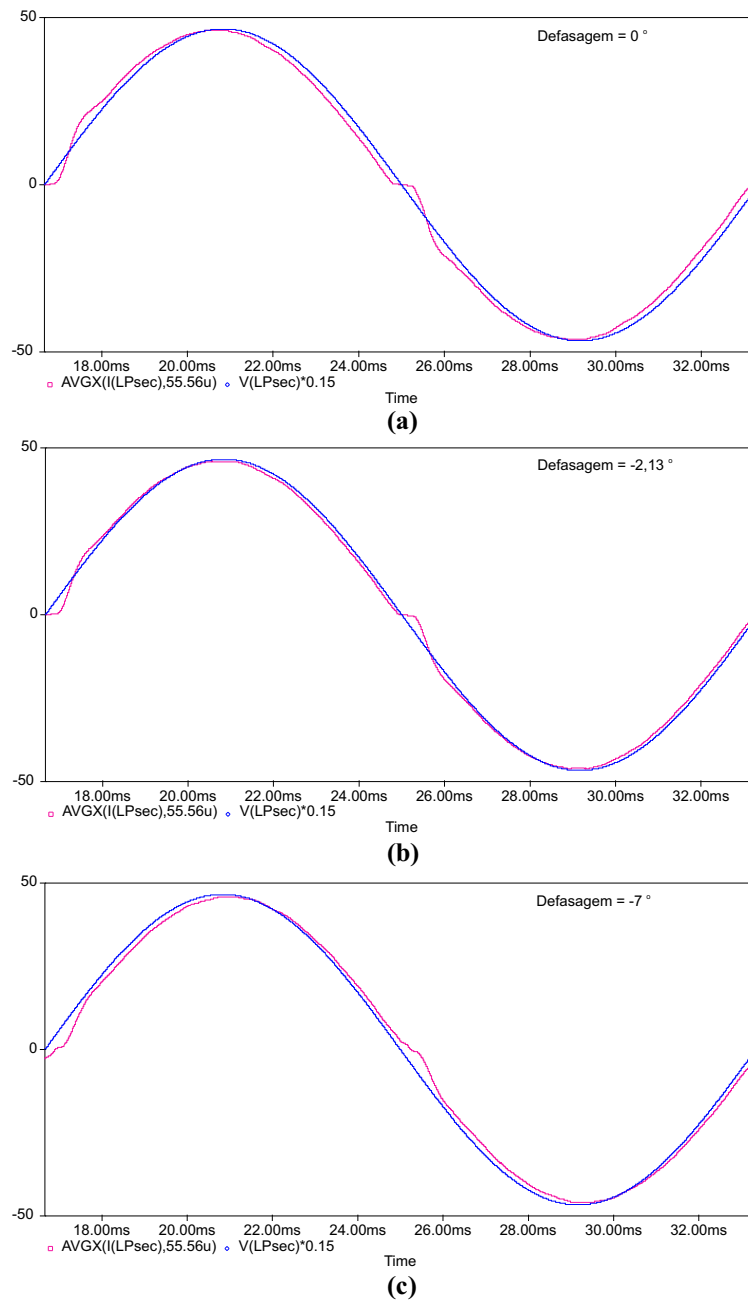 50
Defasagem = 0 °
0
-50
18.00ms 20.00ms 22.00ms 24.00ms 26.00ms 28.00ms 30.00ms 32.00ms
AVGX(I(LPsec),55.56u) V(LPsec)*0.15
Time
(a)
50
Defasagem = -2,13 °
0
-50
18.00ms 20.00ms 22.00ms 24.00ms 26.00ms 28.00ms 30.00ms 32.00ms
AVGX(I(LPsec),55.56u) V(LPsec)*0.15
Time
(b)
50
Defasagem = -7 °
0
-50
18.00ms 20.00ms 22.00ms 24.00ms 26.00ms 28.00ms 30.00ms 32.00ms
AVGX(I(LPsec),55.56u) V(LPsec)*0.15
Time
(c)